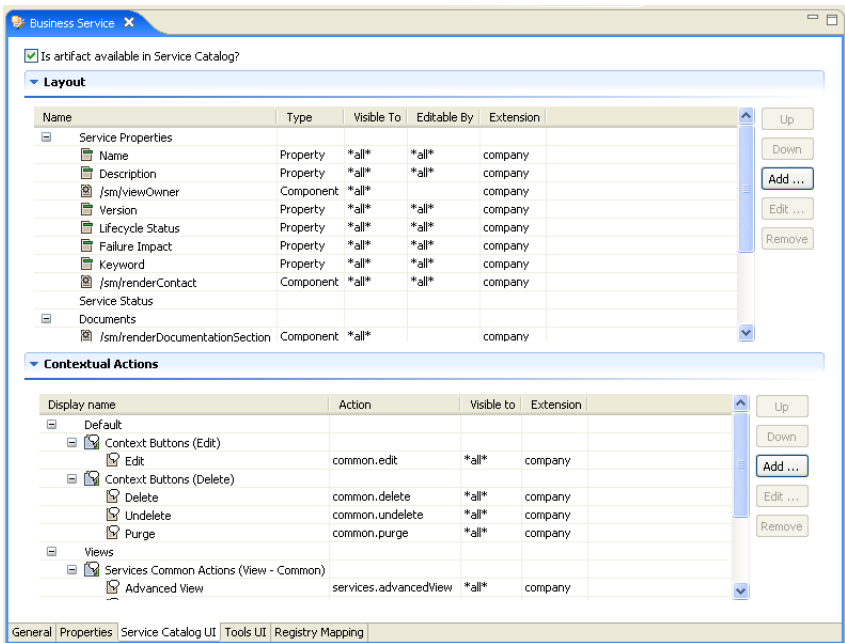 Business Service
Is artifact available in Service Catalog?
Layout
Name Type Visible To Editable By Extension
Service Properties
Name Property *all* *all* company
Description Property *all* *all* company
/sm/viewOwner Component *all* company
Version Property *all* *all* company
Lifecycle Status Property *all* *all* company
Failure Impact Property *all* *all* company
Keyword Property *all* *all* company
/sm/renderContact Component *all* *all* company
Service Status
Documents
/sm/renderDocumentationSection Component *all* company
Up
Down
Add ...
Edit ...
Remove
Contextual Actions
Display name Action Visible to Extension
Default
Context Buttons (Edit)
Edit common.edit *all* company
Context Buttons (Delete)
Delete common.delete *all* company
Undelete common.undelete *all* company
Purge common.purge *all* company
Views
Services Common Actions (View - Common)
Advanced View services.advancedView *all* company
Up
Down
Add ...
Edit ...
Remove
General Properties Service Catalog UI Tools UI Registry Mapping